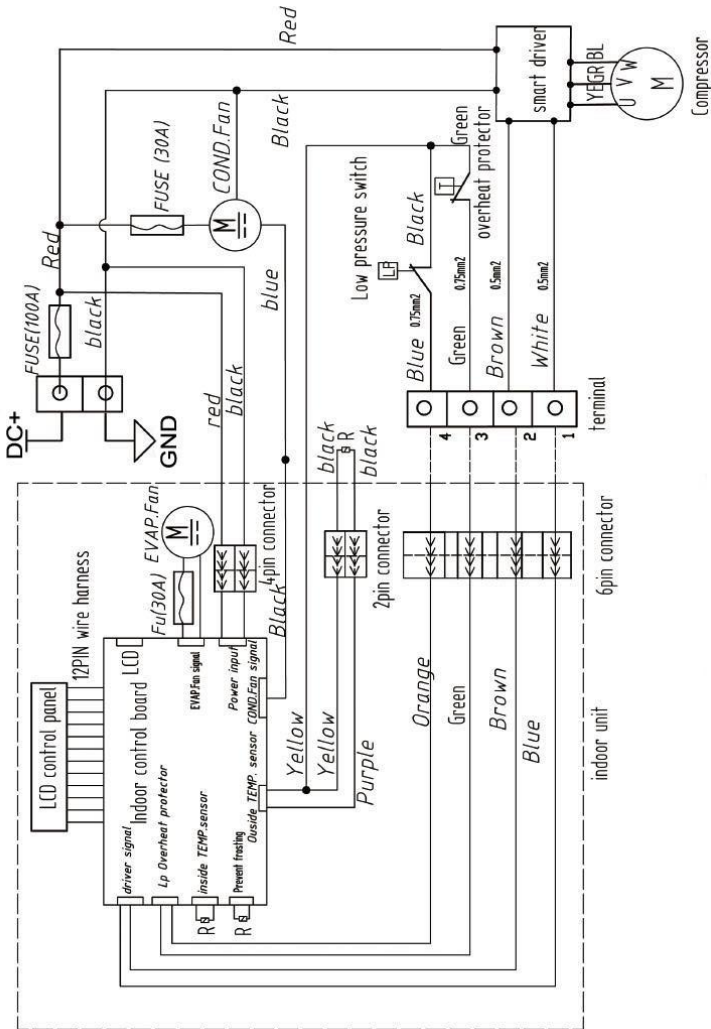 DC+
GND
FUSE(100A)
Red
black
Red
FUSE (30A)
M
COND.Fan
Black
blue
red
black
smart driver
YE
GR
BL
U
V
W
M
Compressor
Low pressure switch
LP
Black
T
Green
overheat protector
Blue 0.75mm2
Green 0.75mm2
Brown 0.5mm2
White 0.5mm2
4
3
2
1
terminal
black
R
black
12PIN wire harness
LCD control panel
Fu(30A)
EVAP.Fan
M
4pin connector
Black
2pin connector
6pin connector
LCD
Indoor control board
EVAP.Fan signal
Power input
COND.Fan signal
Ouside TEMP. sensor
driver signal
Lp Overheat protector
inside TEMP.sensor
Prevent frosting
R
R
Yellow
Yellow
Purple
Orange
Green
Brown
Blue
indoor unit